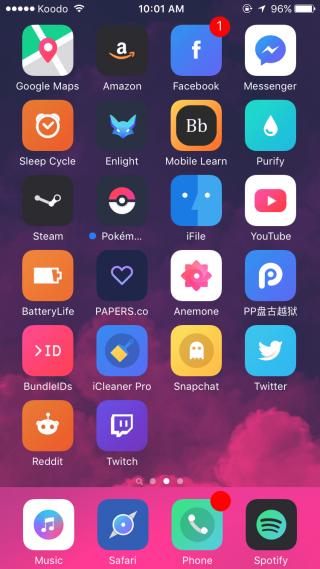 Koodo 10:01 AM 96%
1
Google Maps Amazon Facebook Messenger
Bb
Sleep Cycle Enlight Mobile Learn Purify
Steam Pokém... iFile YouTube
BatteryLife PAPERS.co Anemone PP盘古越狱
>ID
BundleIDs iCleaner Pro Snapchat Twitter
Reddit Twitch
Music Safari Phone Spotify